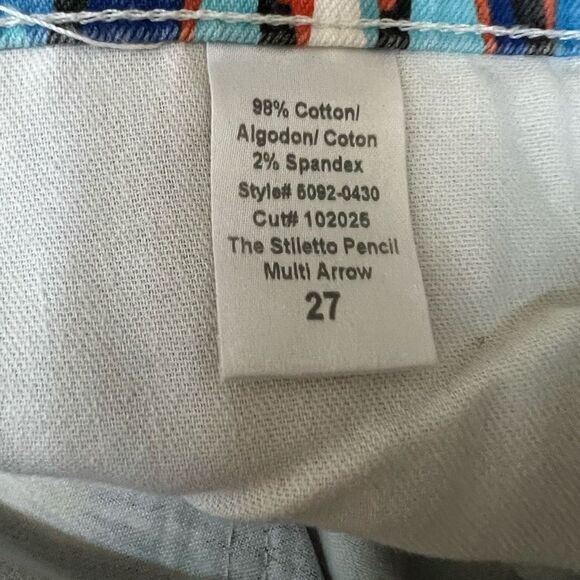 98% Cotton/
Algodon/ Coton
2% Spandex
Style# 5092-0430
Cut# 102025
The Stiletto Pencil
Multi Arrow
27